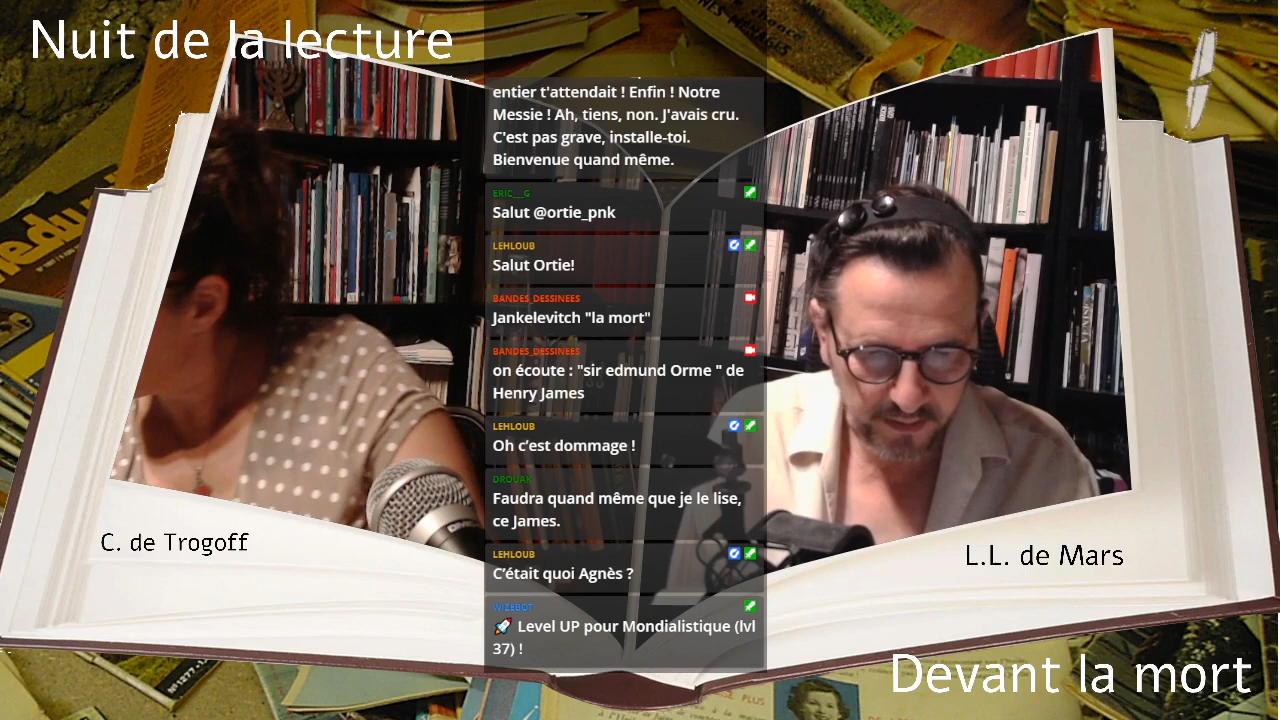 Nuit de la lecture
entier t'attendait ! Enfin ! Notre
Messie ! Ah, tiens, non. J'avais cru.
C'est pas grave, installe-toi.
Bienvenue quand même.
ERIC__G
Salut @ortie_pnk
LEHLOUB
Salut Ortie!
BANDES_DESSINEES
Jankelevitch "la mort"
BANDES_DESSINEES
on écoute : "sir edmund Orme " de
Henry James
LEHLOUB
Oh c’est dommage !
DROUAK
Faudra quand même que je le lise,
ce James.
LEHLOUB
C’était quoi Agnès ?
WIZEBOT
🚀 Level UP pour Mondialistique (lvl
37) !
C. de Trogoff
L.L. de Mars
Devant la mort